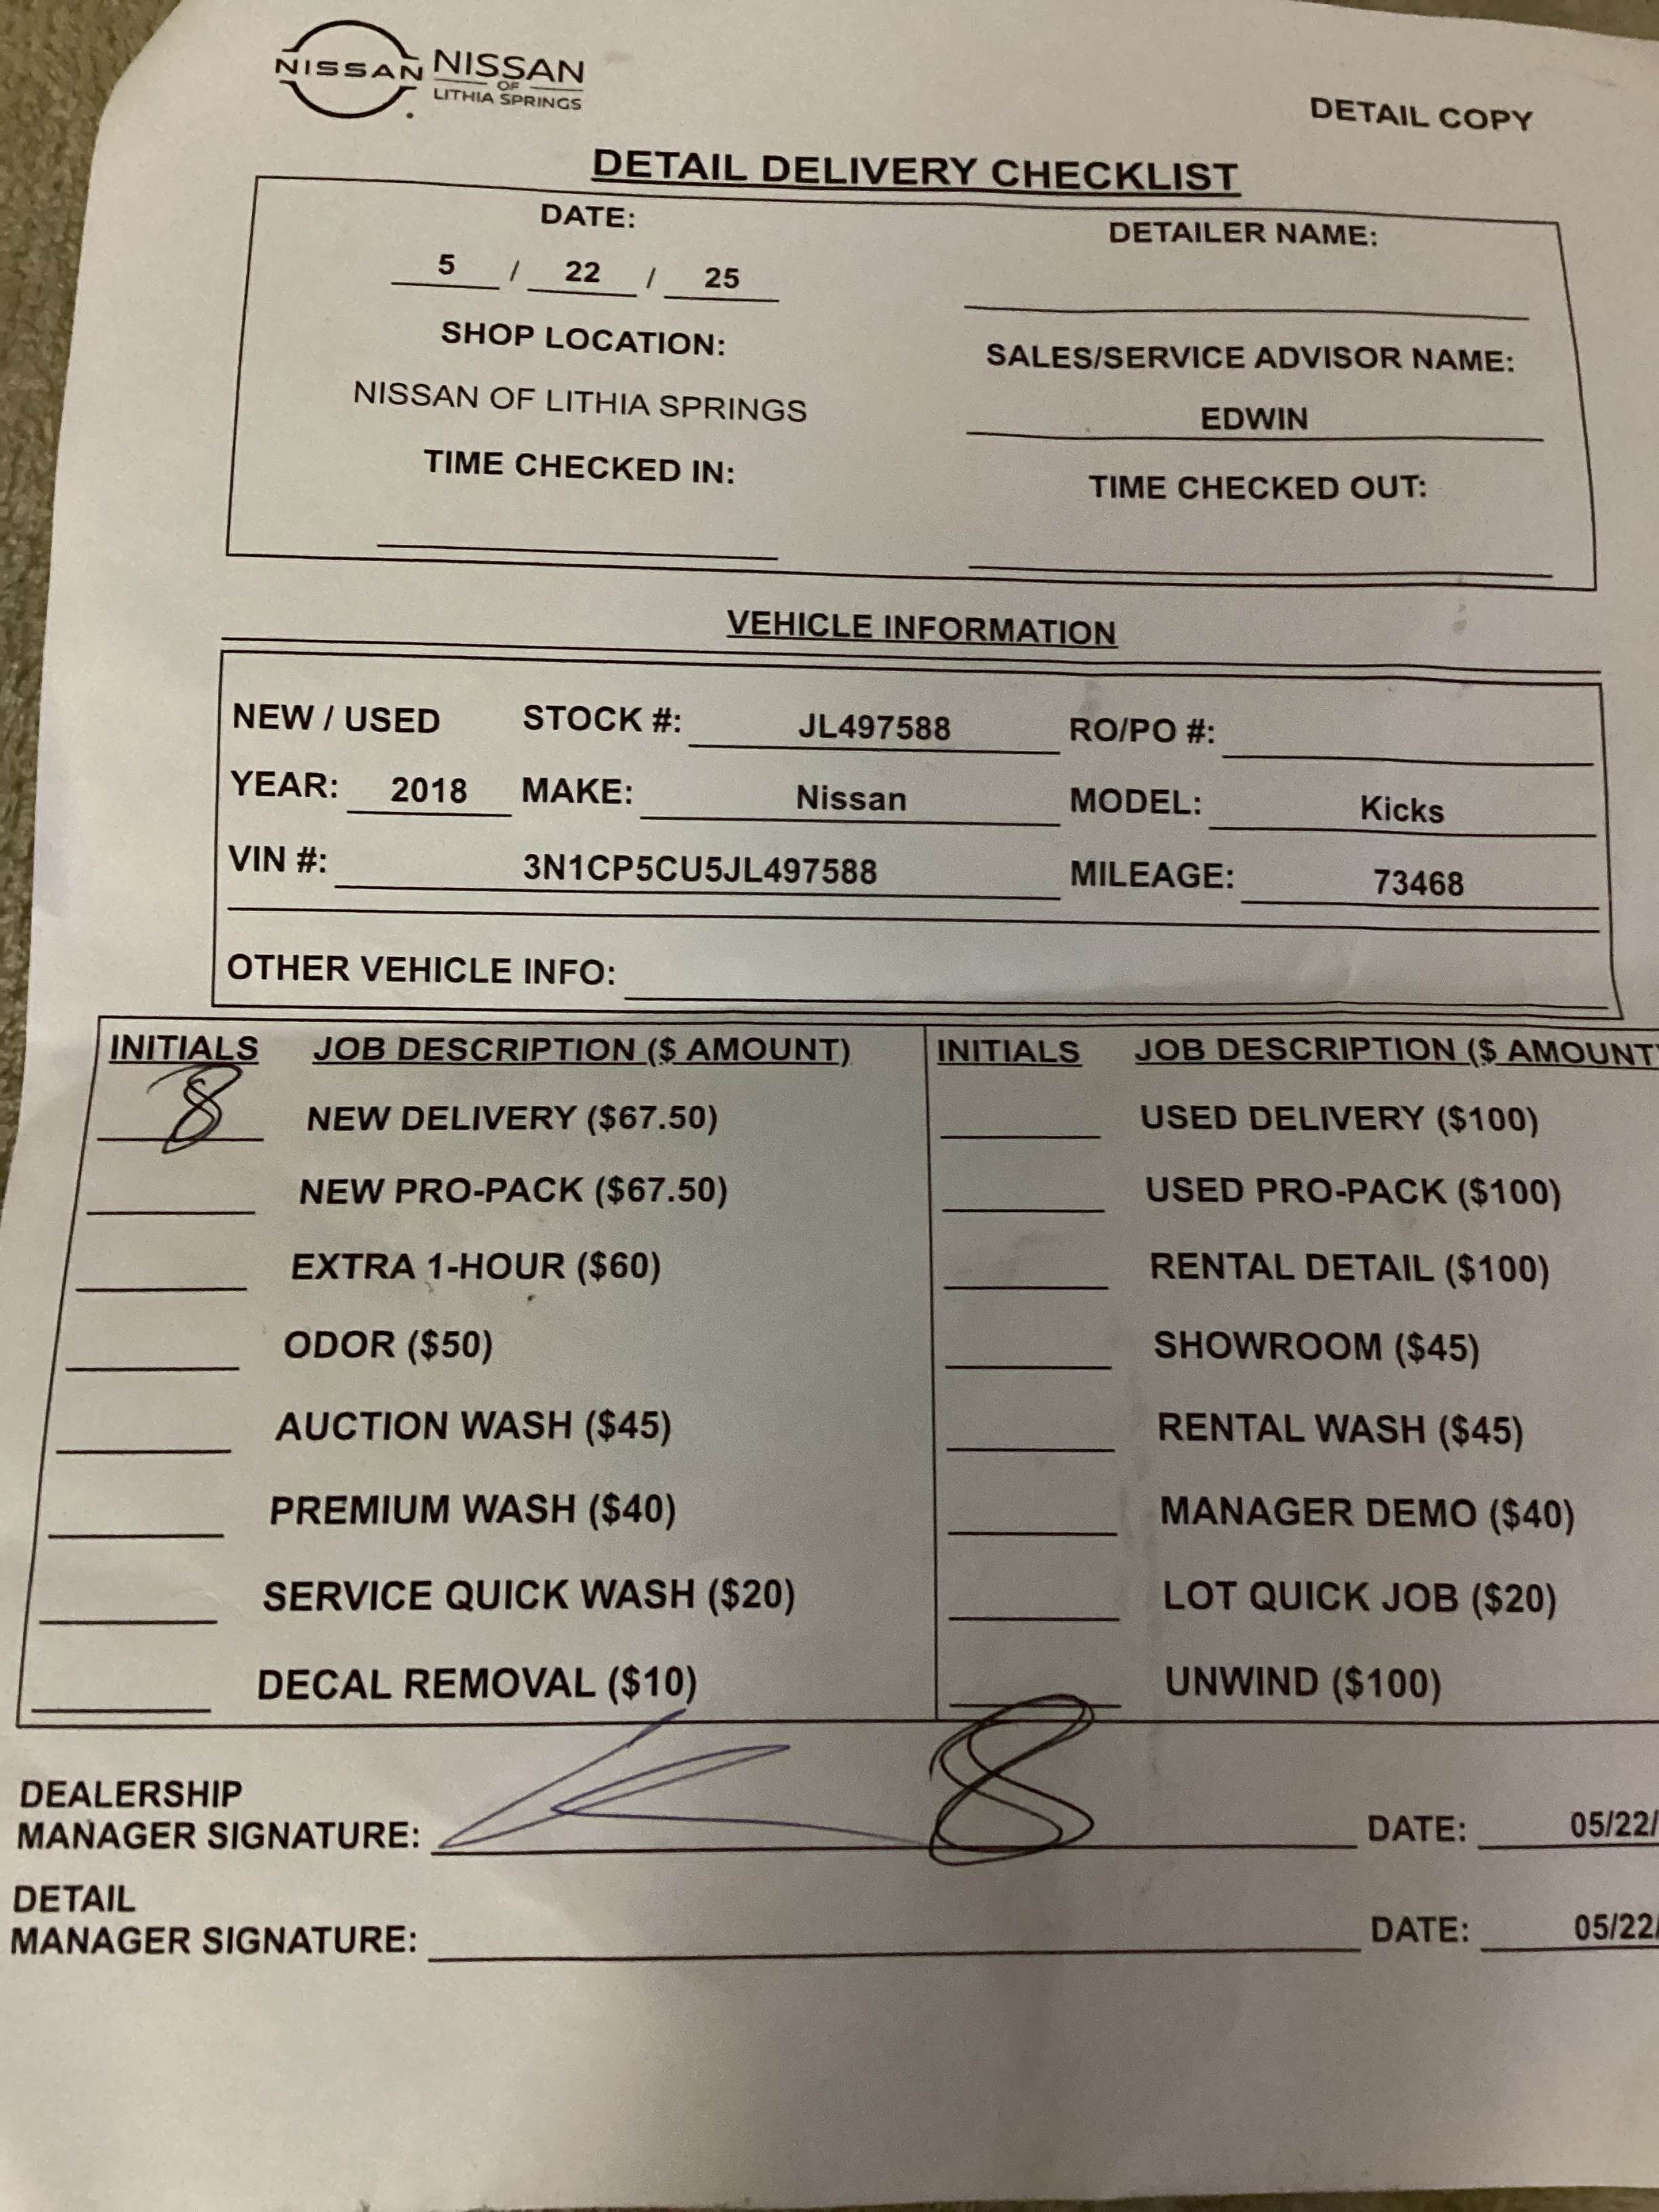 NISSAN NISSAN
OF
LITHIA SPRINGS
DETAIL COPY
DETAIL DELIVERY CHECKLIST
DATE:
5 / 22 / 25
DETAILER NAME:
SHOP LOCATION:
NISSAN OF LITHIA SPRINGS
SALES/SERVICE ADVISOR NAME:
EDWIN
TIME CHECKED IN:
TIME CHECKED OUT:
VEHICLE INFORMATION
NEW / USED STOCK #: JL497588 RO/PO #:
YEAR: 2018 MAKE: Nissan MODEL: Kicks
VIN #: 3N1CP5CU5JL497588 MILEAGE: 73468
OTHER VEHICLE INFO:
INITIALS JOB DESCRIPTION ($ AMOUNT) INITIALS JOB DESCRIPTION ($ AMOUNT)
NEW DELIVERY ($67.50) USED DELIVERY ($100)
NEW PRO-PACK ($67.50) USED PRO-PACK ($100)
EXTRA 1-HOUR ($60) RENTAL DETAIL ($100)
ODOR ($50) SHOWROOM ($45)
AUCTION WASH ($45) RENTAL WASH ($45)
PREMIUM WASH ($40) MANAGER DEMO ($40)
SERVICE QUICK WASH ($20) LOT QUICK JOB ($20)
DECAL REMOVAL ($10) UNWIND ($100)
DEALERSHIP
MANAGER SIGNATURE: DATE: 05/22/
DETAIL
MANAGER SIGNATURE: DATE: 05/22/